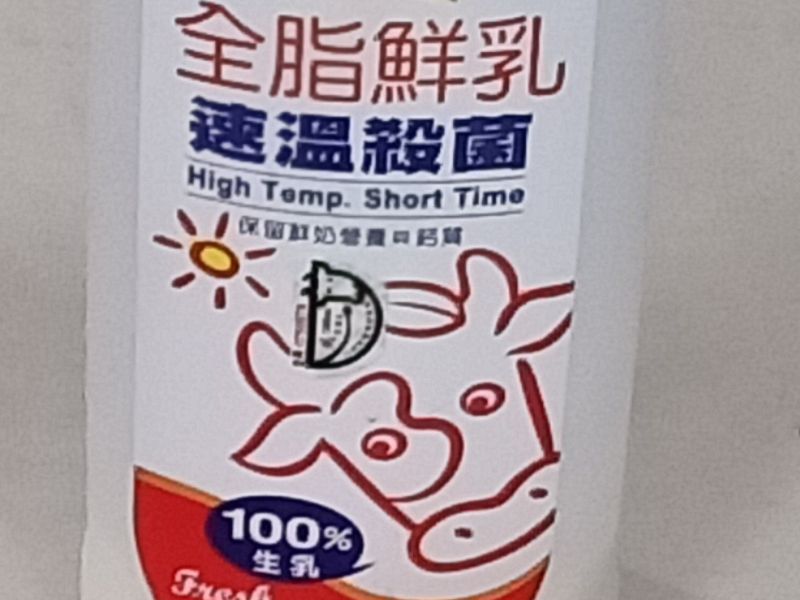 全脂鮮乳
速溫殺菌
High Temp. Short Time
保留鮮奶營養與鈣質
100%
生乳
Fresh